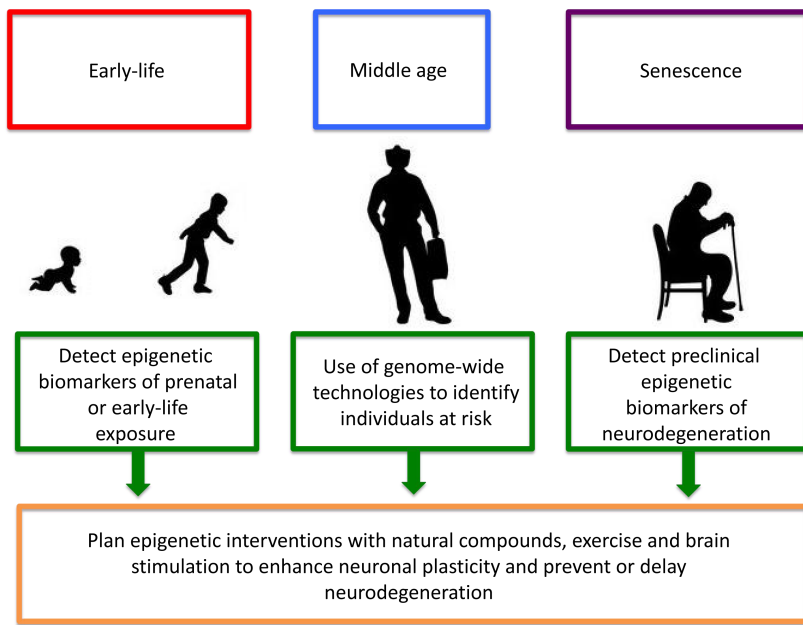 Early-life
Middle age
Senescence
Detect epigenetic
biomarkers of prenatal
or early-life
exposure
Use of genome-wide
technologies to identify
individuals at risk
Detect preclinical
epigenetic
biomarkers of
neurodegeneration
Plan epigenetic interventions with natural compounds, exercise and brain
stimulation to enhance neuronal plasticity and prevent or delay
neurodegeneration